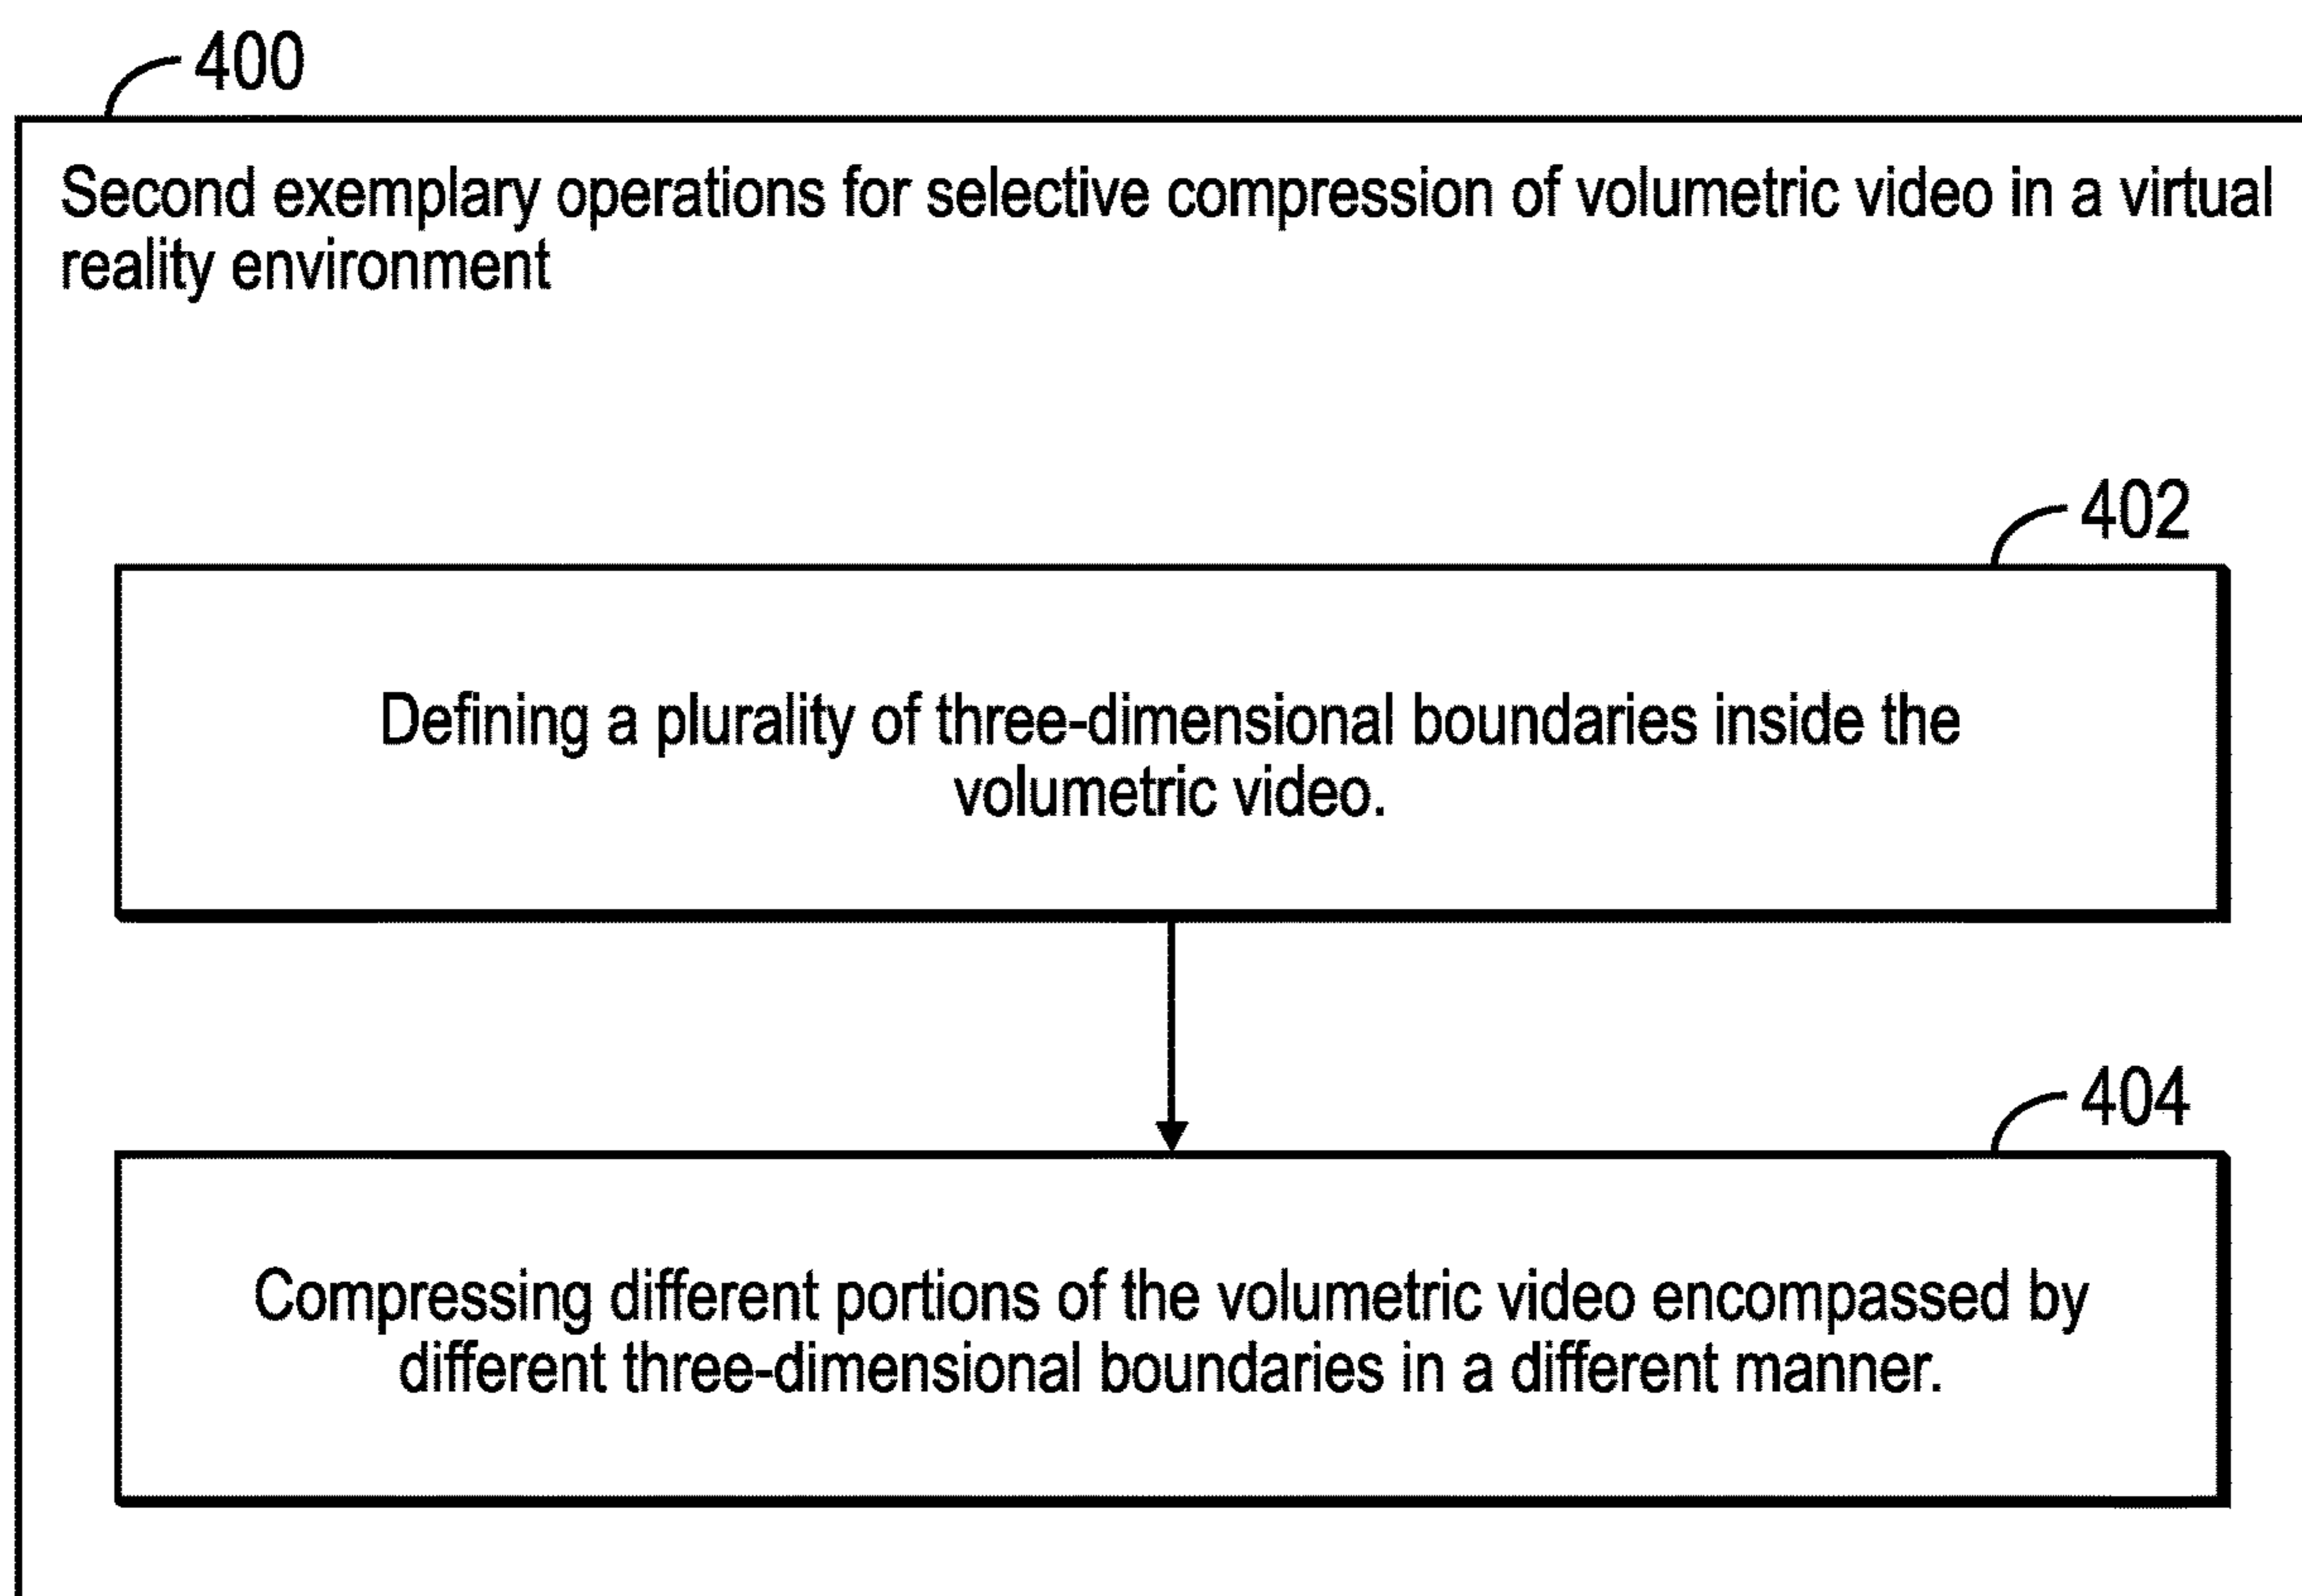 400
Second exemplary operations for selective compression of volumetric video in a virtual
reality environment
402
Defining a plurality of three-dimensional boundaries inside the
volumetric video.
404
Compressing different portions of the volumetric video encompassed by
different three-dimensional boundaries in a different manner.